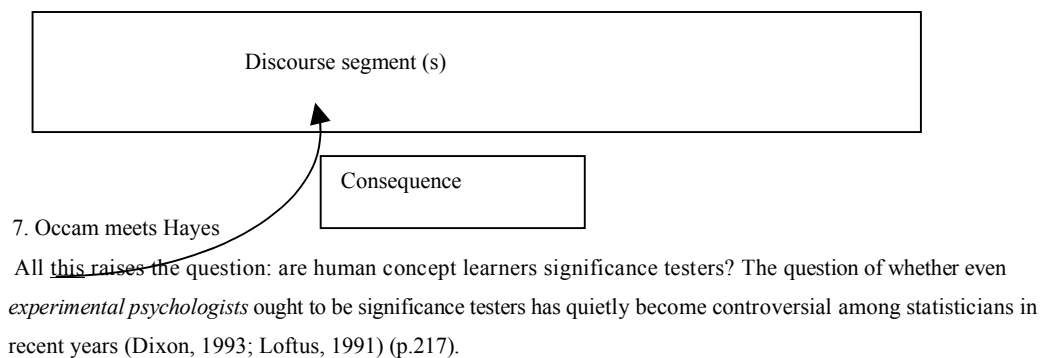 Discourse segment (s)
Consequence
7. Occam meets Hayes
All this raises the question: are human concept learners significance testers? The question of whether even
experimental psychologists ought to be significance testers has quietly become controversial among statisticians in
recent years (Dixon, 1993; Loftus, 1991) (p.217).